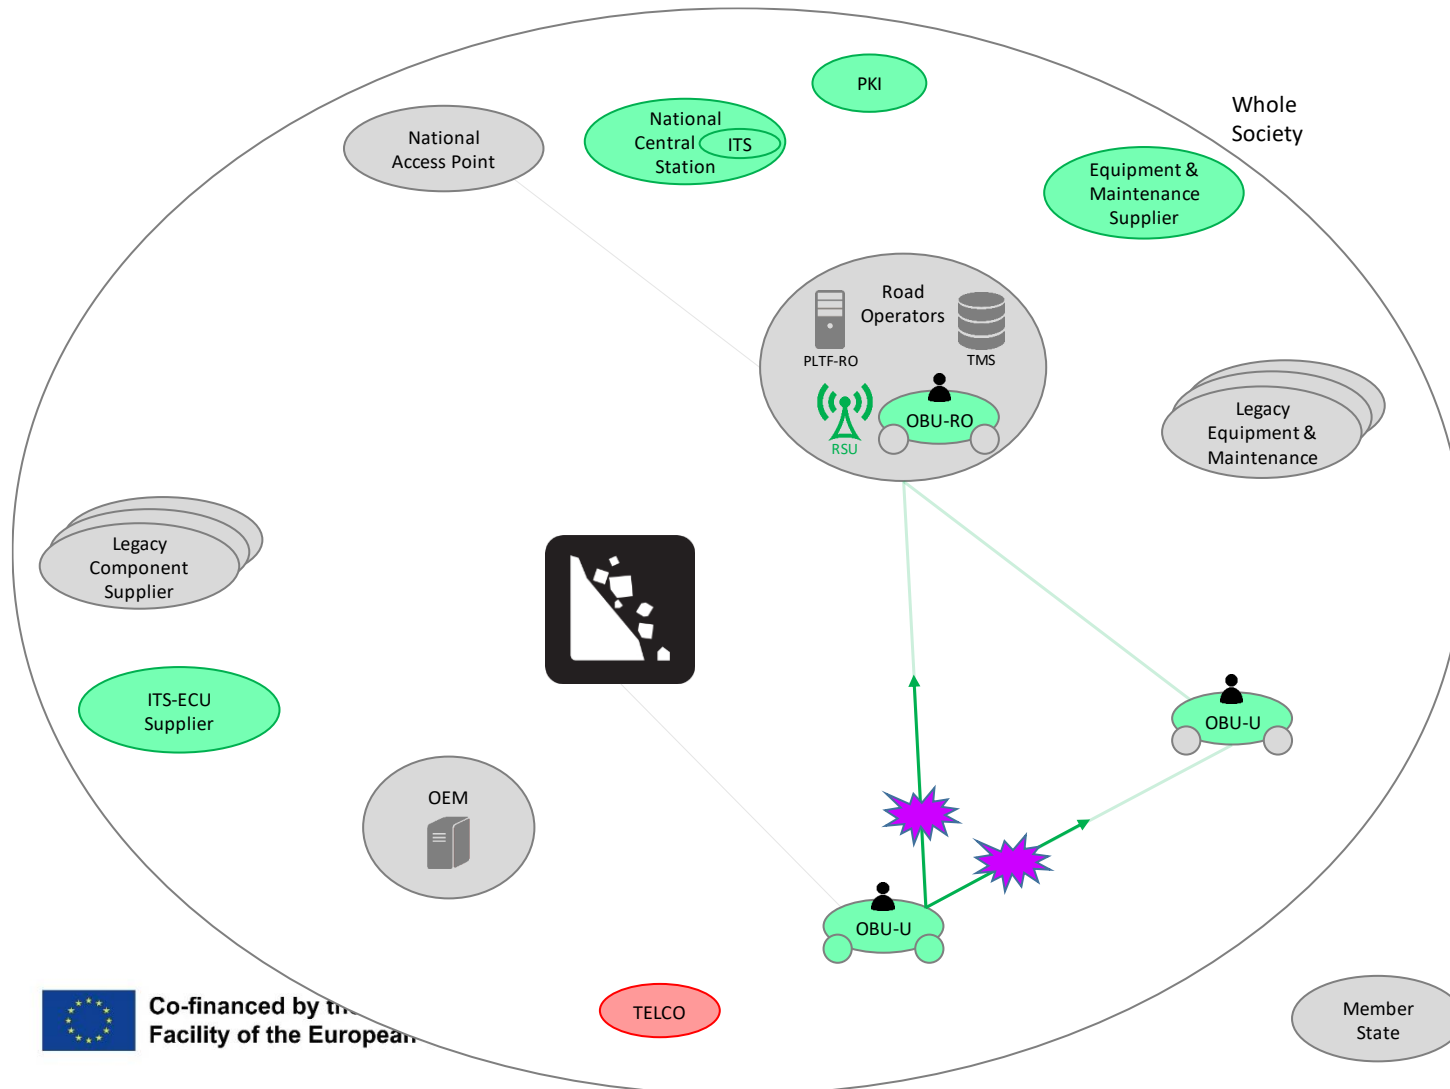 PKI
Whole
Society
National
Central
ITS
Station
National
Access Point
Equipment &
Maintenance
Supplier
Road
Operators
PLTF-RO
TMS
RSU
OBU-RO
Legacy
Equipment &
Maintenance
Legacy
Component
Supplier
ITS-ECU
Supplier
OBU-U
OEM
OBU-U
TELCO
Co-financed by the
Facility of the European
Member
State